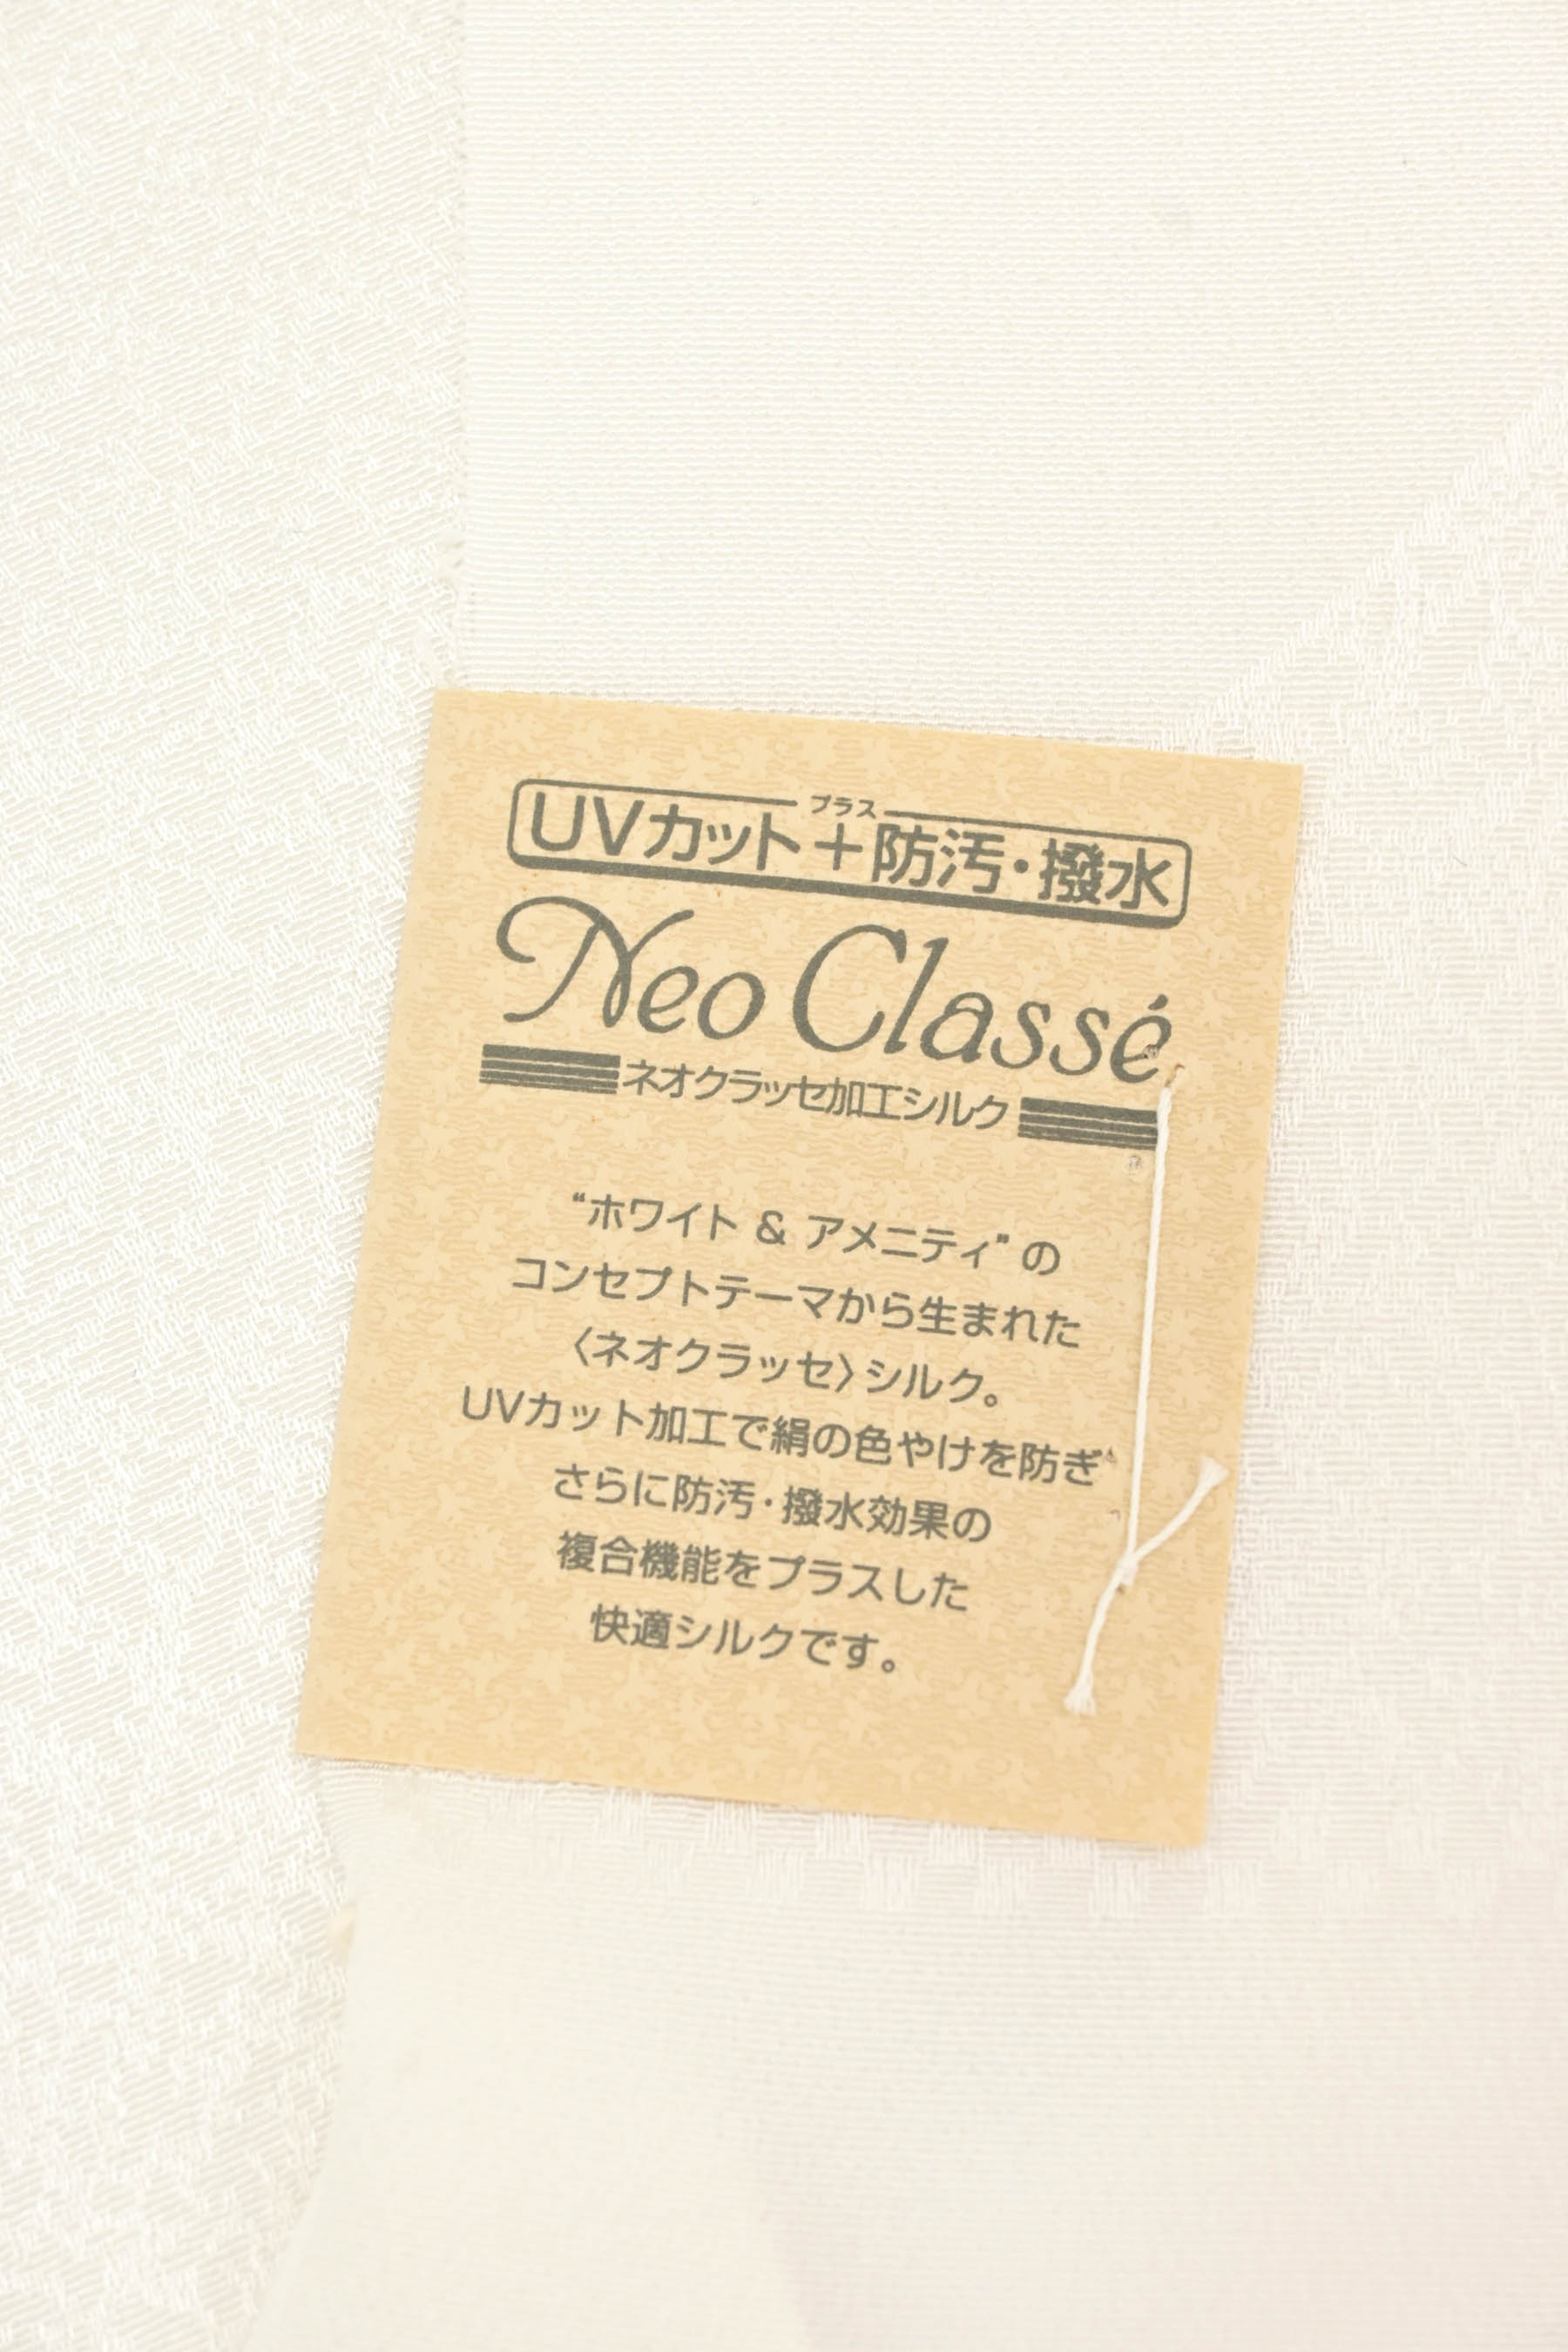 UVカット＋防汚・撥水
プラス
Neo Classé
ネオクラッセ加工シルク
“ホワイト & アメニティ”の
コンセプトテーマから生まれた
〈ネオクラッセ〉シルク。
UVカット加工で絹の色やけを防ぎ
さらに防汚・撥水効果の
複合機能をプラスした
快適シルクです。